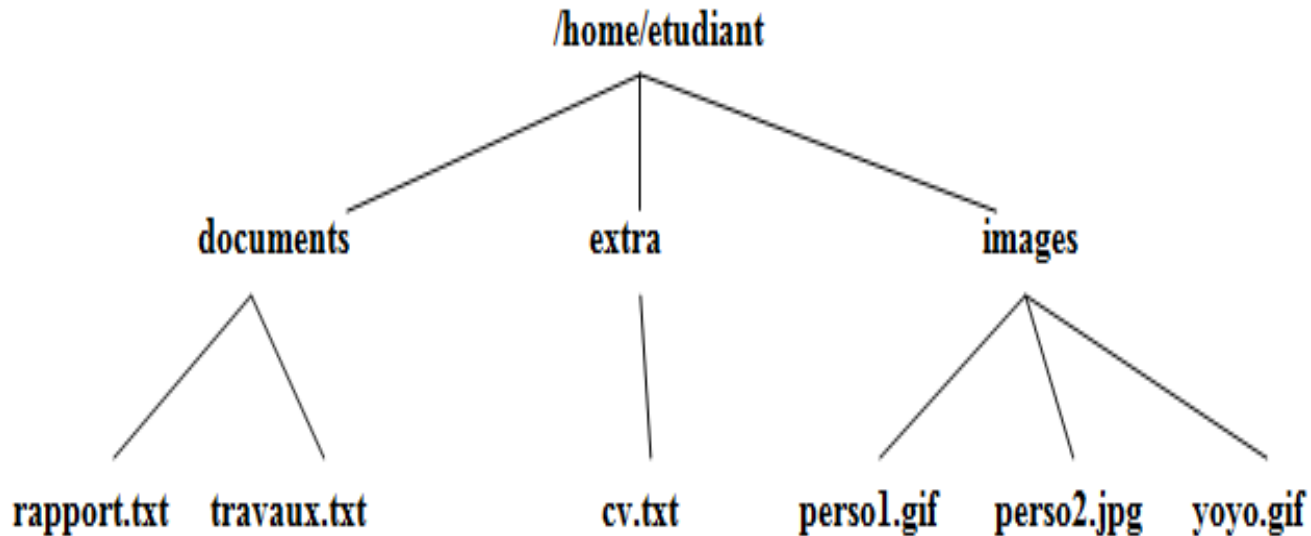 /home/etudiant
documents extra images
rapport.txt travaux.txt cv.txt perso1.gif perso2.jpg yoyo.gif